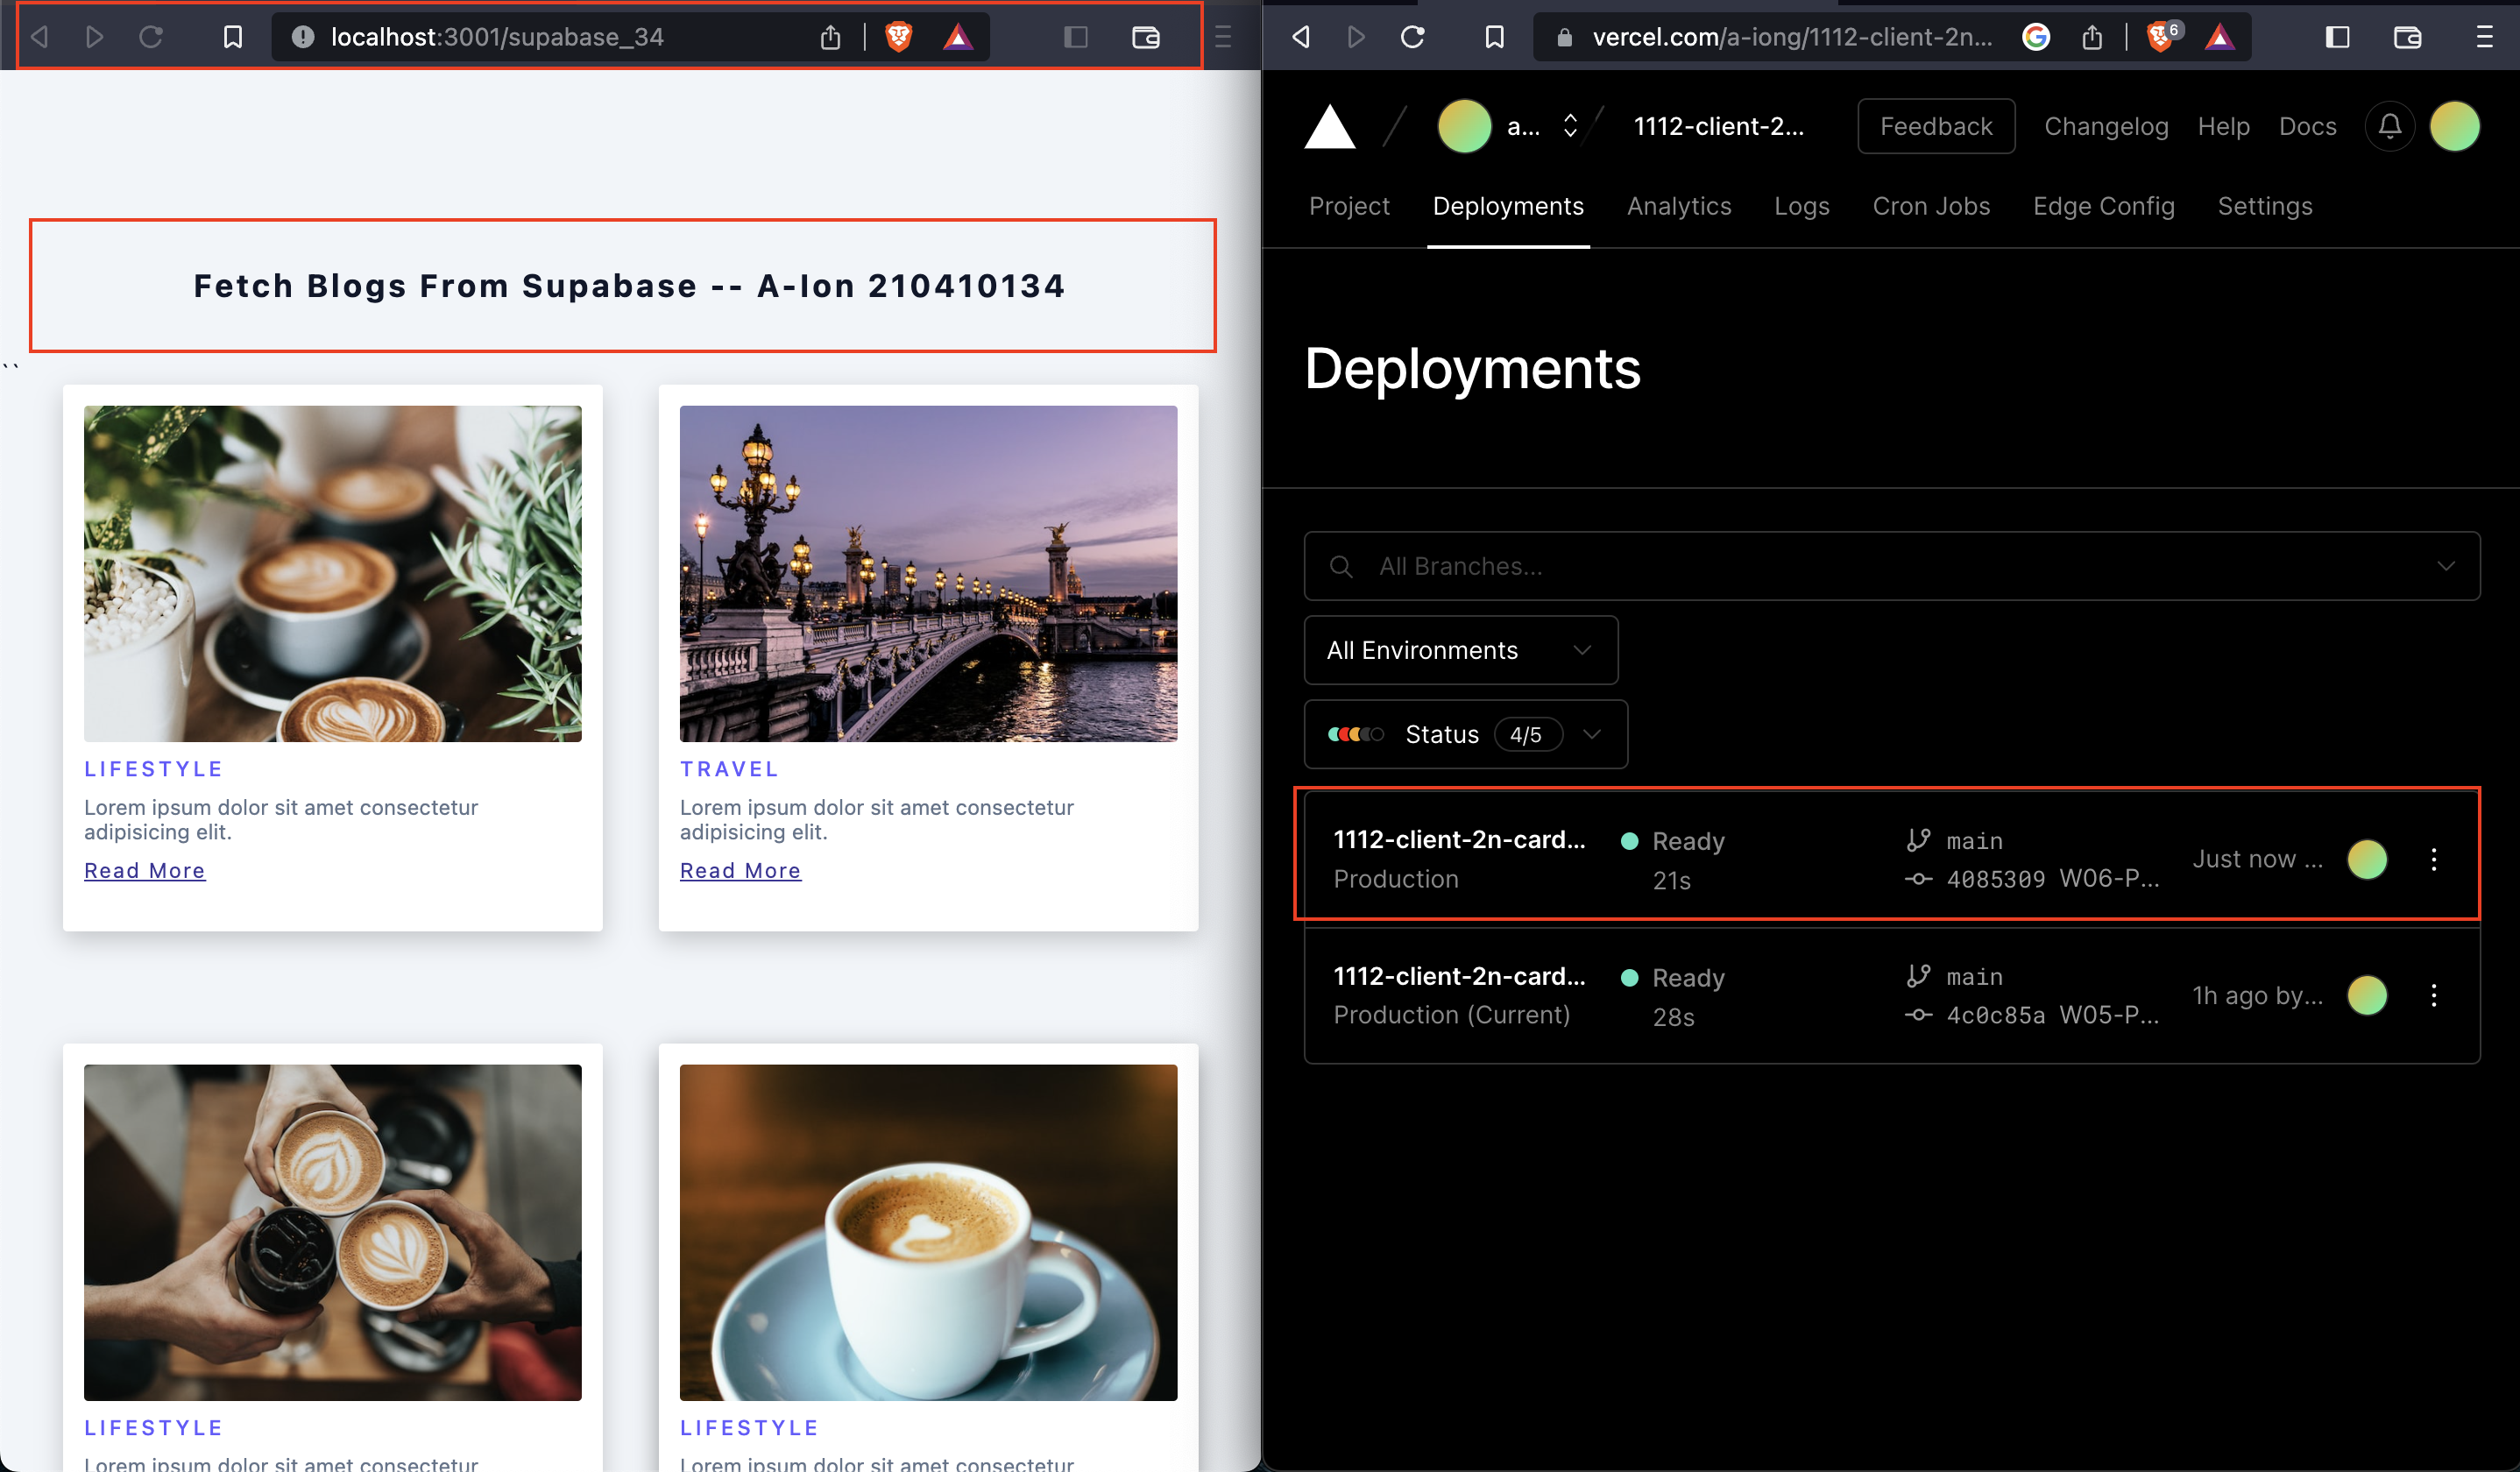 localhost:3001/supabase_34
Fetch Blogs From Supabase -- A-Ion 210410134
``
LIFESTYLE
Lorem ipsum dolor sit amet consectetur
adipisicing elit.
Read More
TRAVEL
Lorem ipsum dolor sit amet consectetur
adipisicing elit.
Read More
LIFESTYLE
Lorem ipsum dolor sit amet consectetur
LIFESTYLE
Lorem ipsum dolor sit amet consectetur
vercel.com/a-iong/1112-client-2n...
6
a...
1112-client-2...
Feedback
Changelog
Help
Docs
Project
Deployments
Analytics
Logs
Cron Jobs
Edge Config
Settings
Deployments
All Branches...
All Environments
Status 4/5
1112-client-2n-card...
Production
Ready
21s
main
4085309 W06-P...
Just now ...
1112-client-2n-card...
Production (Current)
Ready
28s
main
4c0c85a W05-P...
1h ago by...